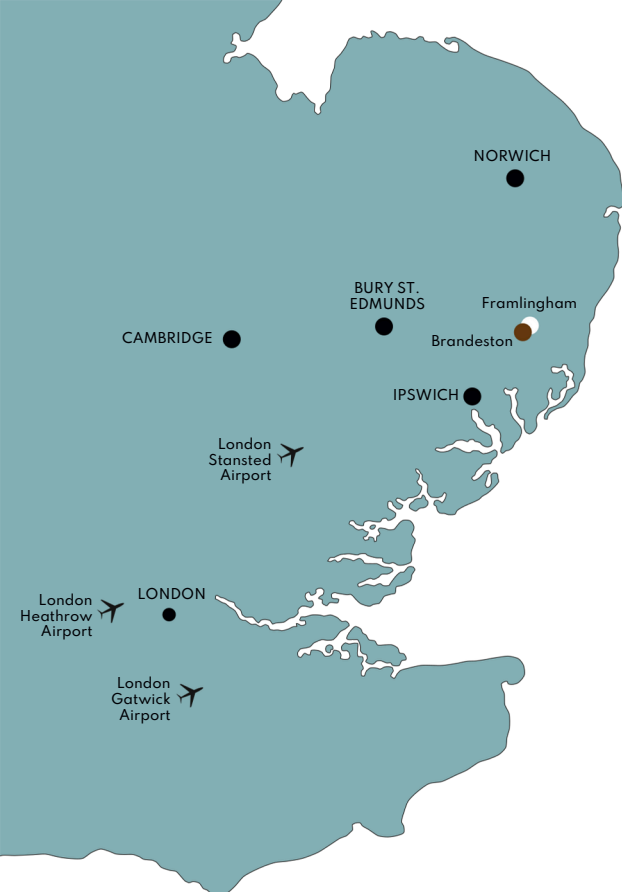 NORWICH
BURY ST.
EDMUNDS
Framlingham
CAMBRIDGE
Brandeston
IPSWICH
London
Stansted
Airport
LONDON
London
Heathrow
Airport
London
Gatwick
Airport